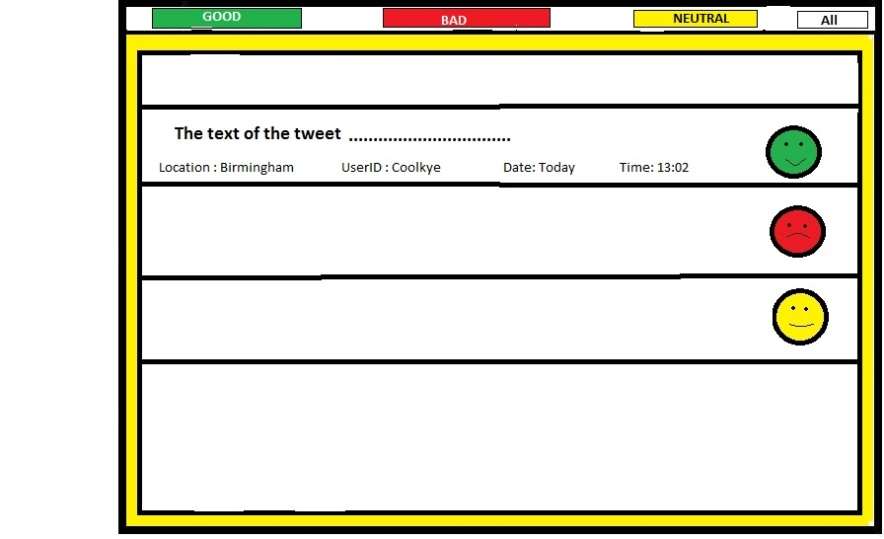 GOOD BAD NEUTRAL All
The text of the tweet ................................
Location : Birmingham UserID : Coolkye Date: Today Time: 13:02